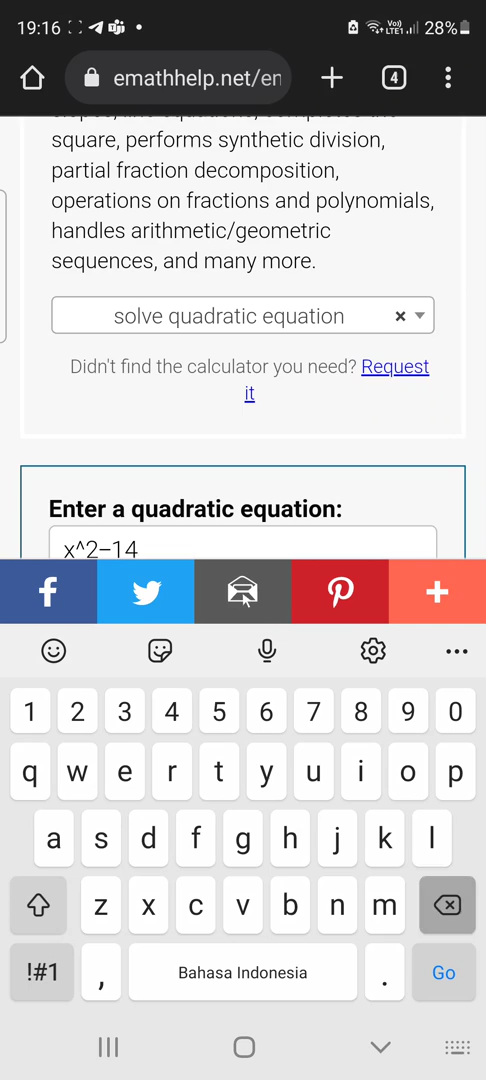 19:16 28%
Vo)) LTE1
emathhelp.net/en 4
square, performs synthetic division,
partial fraction decomposition,
operations on fractions and polynomials,
handles arithmetic/geometric
sequences, and many more.
solve quadratic equation ×
Didn't find the calculator you need? Request
it
Enter a quadratic equation:
x^2−14
1 2 3 4 5 6 7 8 9 0
q w e r t y u i o p
a s d f g h j k l
z x c v b n m
!#1 , Bahasa Indonesia . Go